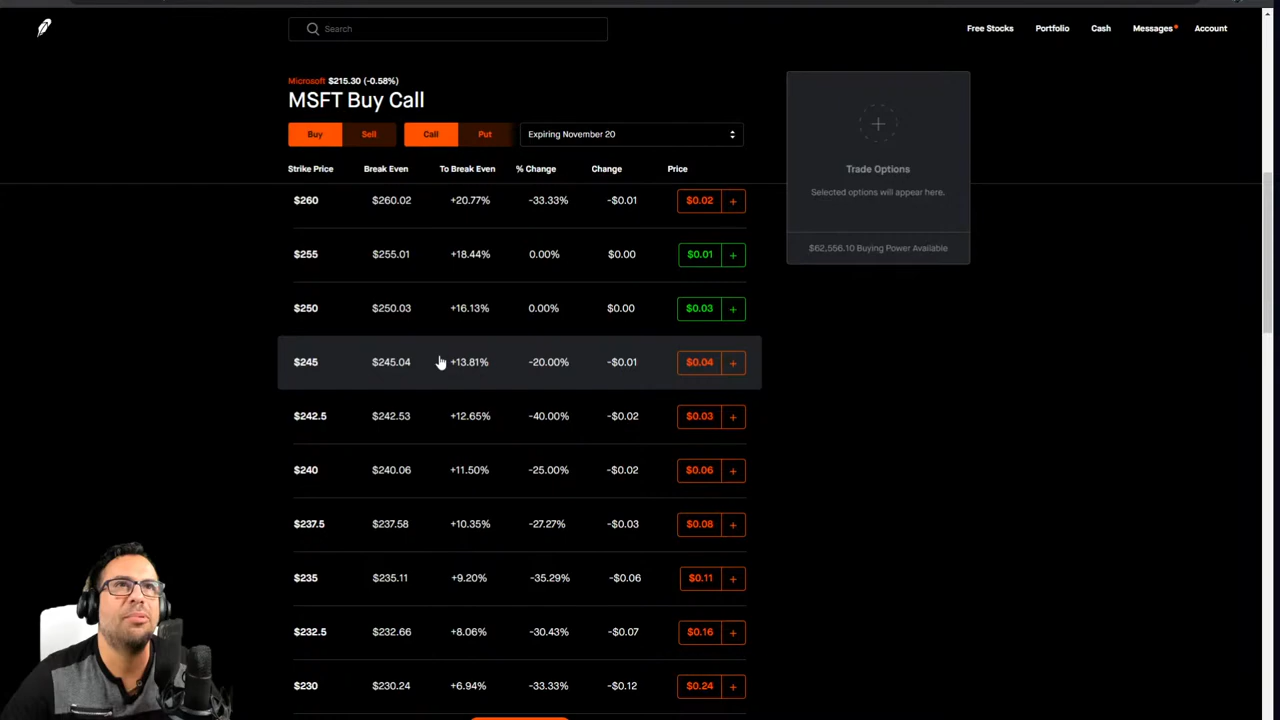 Search
Free Stocks Portfolio Cash Messages Account
Microsoft $215.30 (-0.58%)
MSFT Buy Call
Buy Sell Call Put Expiring November 20
Strike Price Break Even To Break Even % Change Change Price
$260 $260.02 +20.77% -33.33% -$0.01 $0.02 +
$255 $255.01 +18.44% 0.00% $0.00 $0.01 +
$250 $250.03 +16.13% 0.00% $0.00 $0.03 +
$245 $245.04 +13.81% -20.00% -$0.01 $0.04 +
$242.5 $242.53 +12.65% -40.00% -$0.02 $0.03 +
$240 $240.06 +11.50% -25.00% -$0.02 $0.06 +
$237.5 $237.58 +10.35% -27.27% -$0.03 $0.08 +
$235 $235.11 +9.20% -35.29% -$0.06 $0.11 +
$232.5 $232.66 +8.06% -30.43% -$0.07 $0.16 +
$230 $230.24 +6.94% -33.33% -$0.12 $0.24 +
Trade Options
Selected options will appear here.
$62,556.10 Buying Power Available